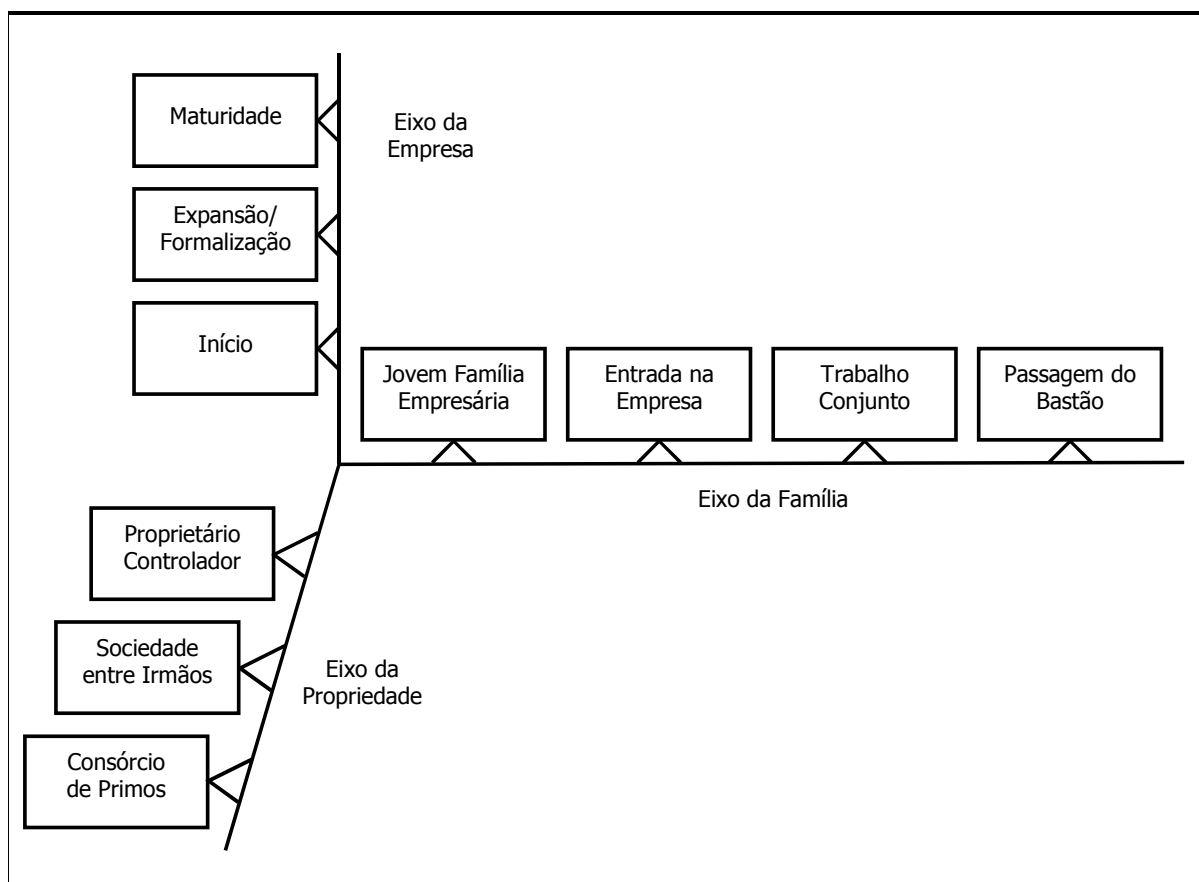 Maturidade
Eixo da
Empresa
Expansão/
Formalização
Início
Jovem Família
Empresária
Entrada na
Empresa
Trabalho
Conjunto
Passagem do
Bastão
Eixo da Família
Proprietário
Controlador
Sociedade
entre Irmãos
Eixo da
Propriedade
Consórcio
de Primos